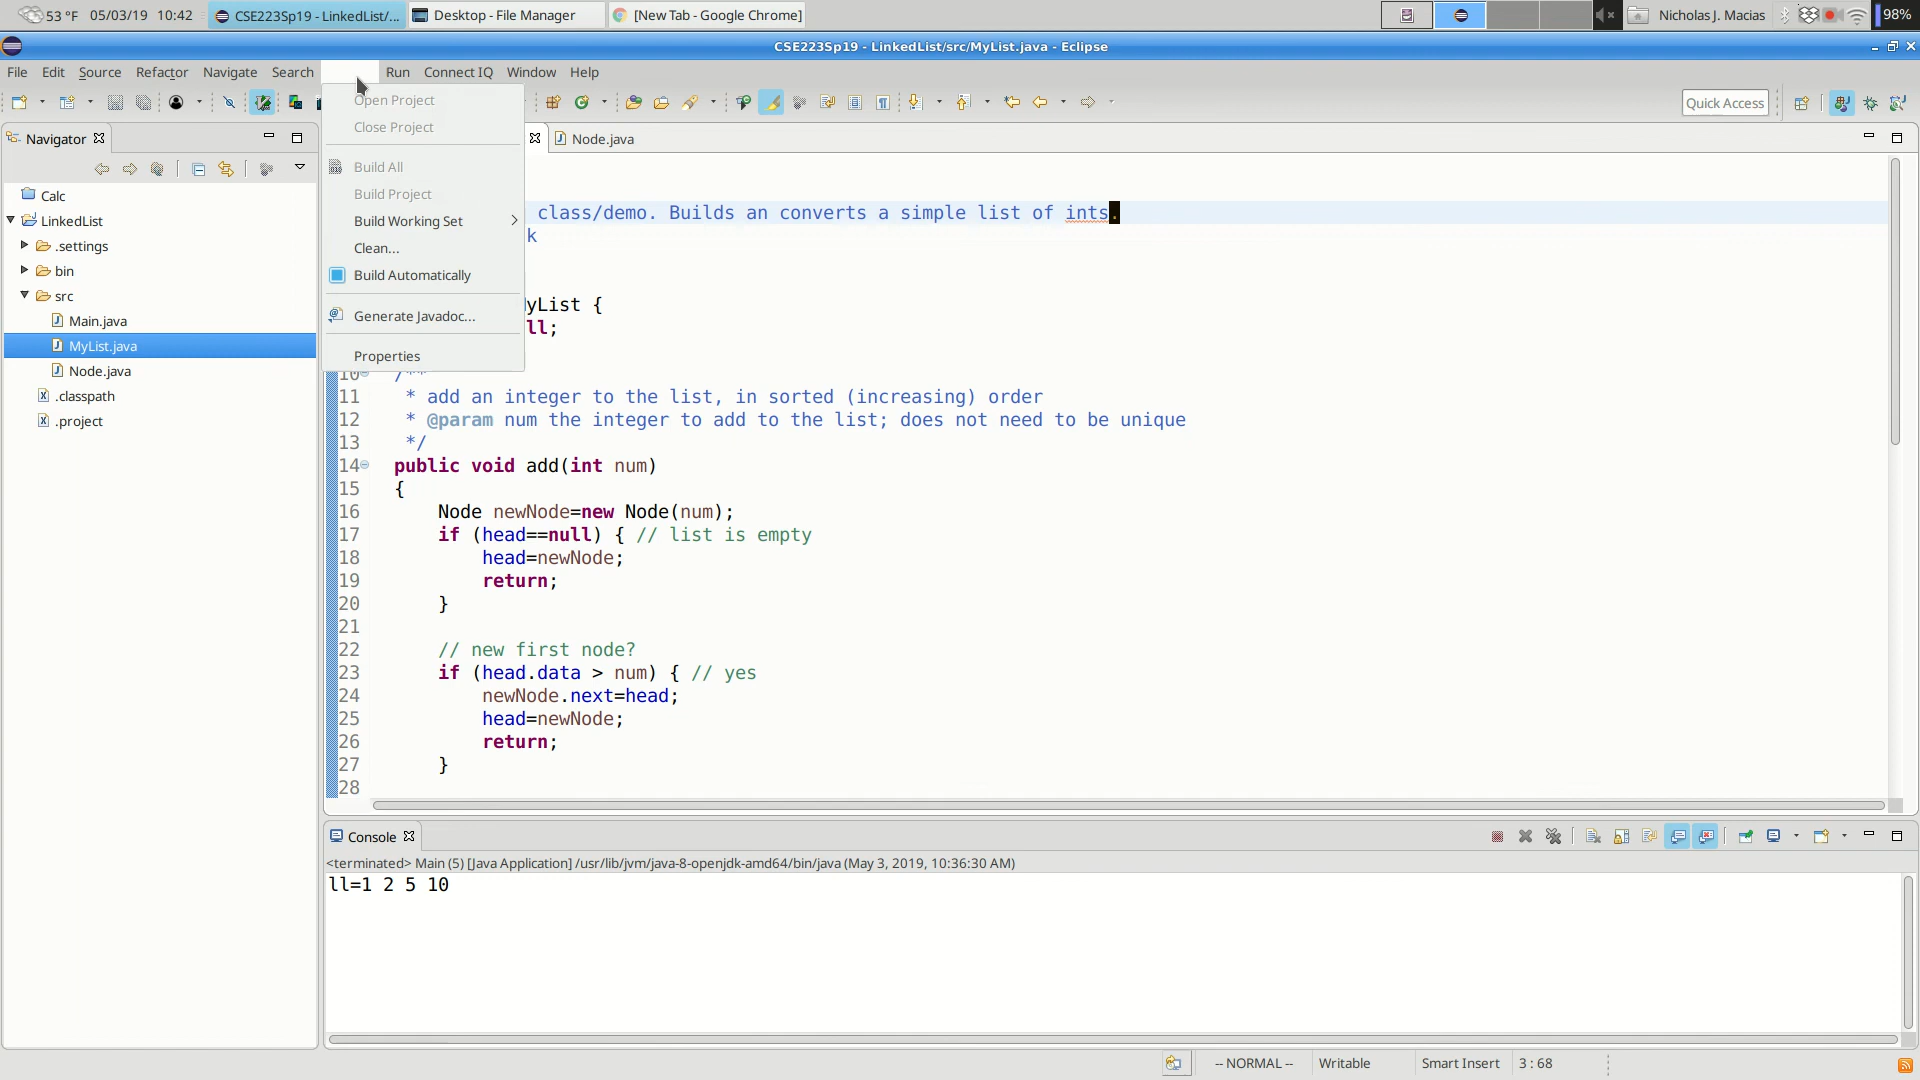 53 °F 05/03/19 10:42 CSE223Sp19 - LinkedList/... Desktop - File Manager [New Tab - Google Chrome] Nicholas J. Macias 98%
CSE223Sp19 - LinkedList/src/MyList.java - Eclipse
File Edit Source Refactor Navigate Search Run Connect IQ Window Help
Quick Access
Open Project
Close Project
Build All
Build Project
Build Working Set
Clean...
Build Automatically
Generate Javadoc...
Properties
Navigator
Calc
LinkedList
.settings
bin
src
Main.java
MyList.java
Node.java
.classpath
.project
Node.java
class/demo. Builds an converts a simple list of ints.
k
yList {
ll;
10 /**
11 * add an integer to the list, in sorted (increasing) order
12 * @param num the integer to add to the list; does not need to be unique
13 */
14 public void add(int num)
15 {
16 Node newNode=new Node(num);
17 if (head==null) { // list is empty
18 head=newNode;
19 return;
20 }
21
22 // new first node?
23 if (head.data > num) { // yes
24 newNode.next=head;
25 head=newNode;
26 return;
27 }
28
Console
<terminated> Main (5) [Java Application] /usr/lib/jvm/java-8-openjdk-amd64/bin/java (May 3, 2019, 10:36:30 AM)
ll=1 2 5 10
-- NORMAL -- Writable Smart Insert 3 : 68